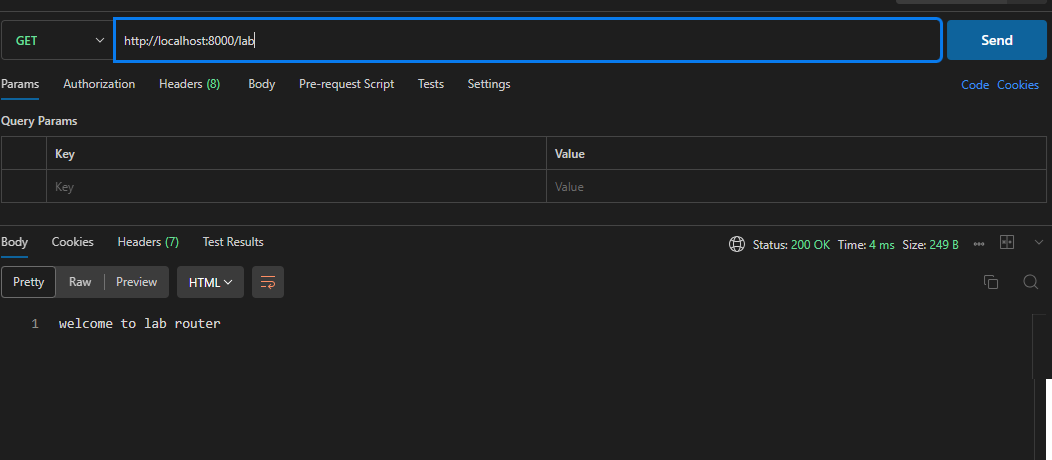 GET http://localhost:8000/lab Send
Params Authorization Headers (8) Body Pre-request Script Tests Settings Code Cookies
Query Params
Key Value
Key Value
Body Cookies Headers (7) Test Results Status: 200 OK Time: 4 ms Size: 249 B
Pretty Raw Preview HTML
1 welcome to lab router